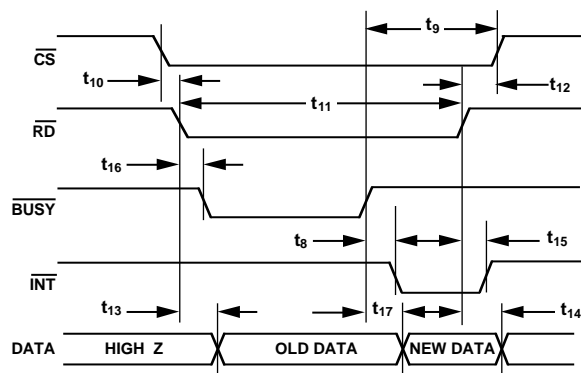 t9
CS
t10
t12
t11
RD
t16
BUSY
t8
t15
INT
t13
t17
t14
DATA
HIGH Z
OLD DATA
NEW DATA